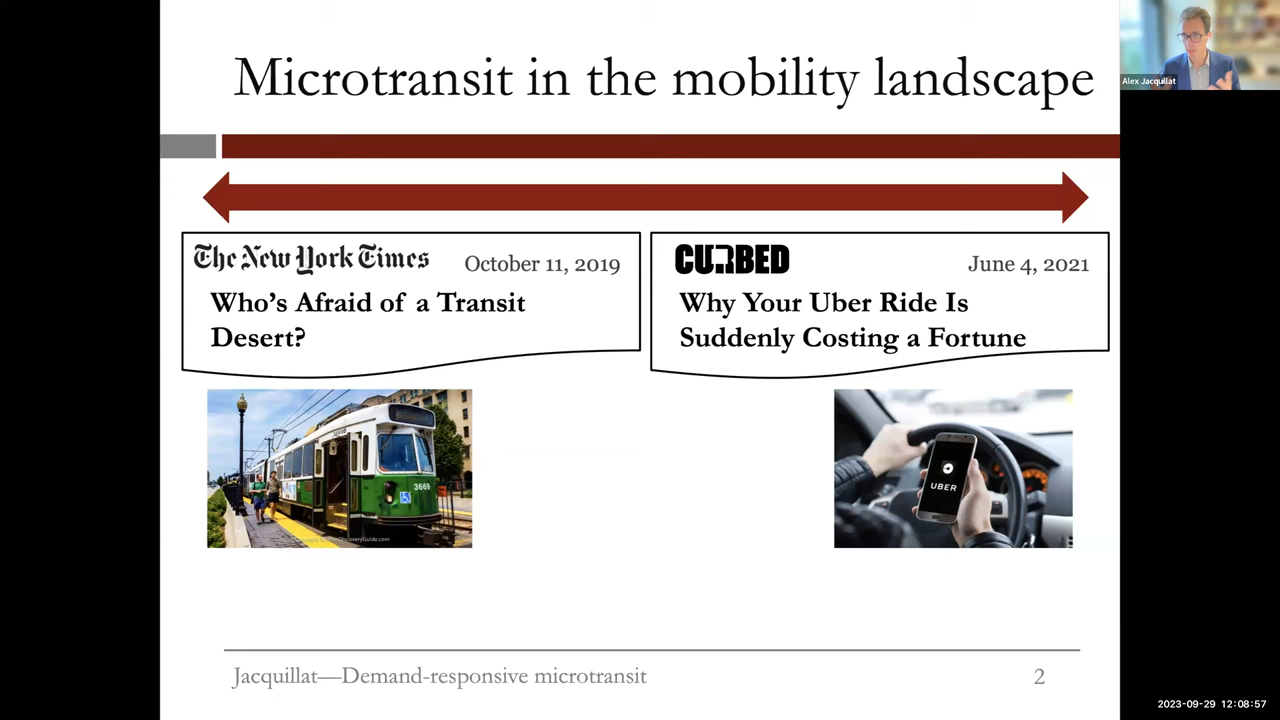 Microtransit in the mobility landscape
Alex Jacquillat
The New York Times
October 11, 2019
Who's Afraid of a Transit
Desert?
CURBED
June 4, 2021
Why Your Uber Ride Is
Suddenly Costing a Fortune
3669
UBER
Jacquillat—Demand-responsive microtransit
2
2023-09-29 12:08:57